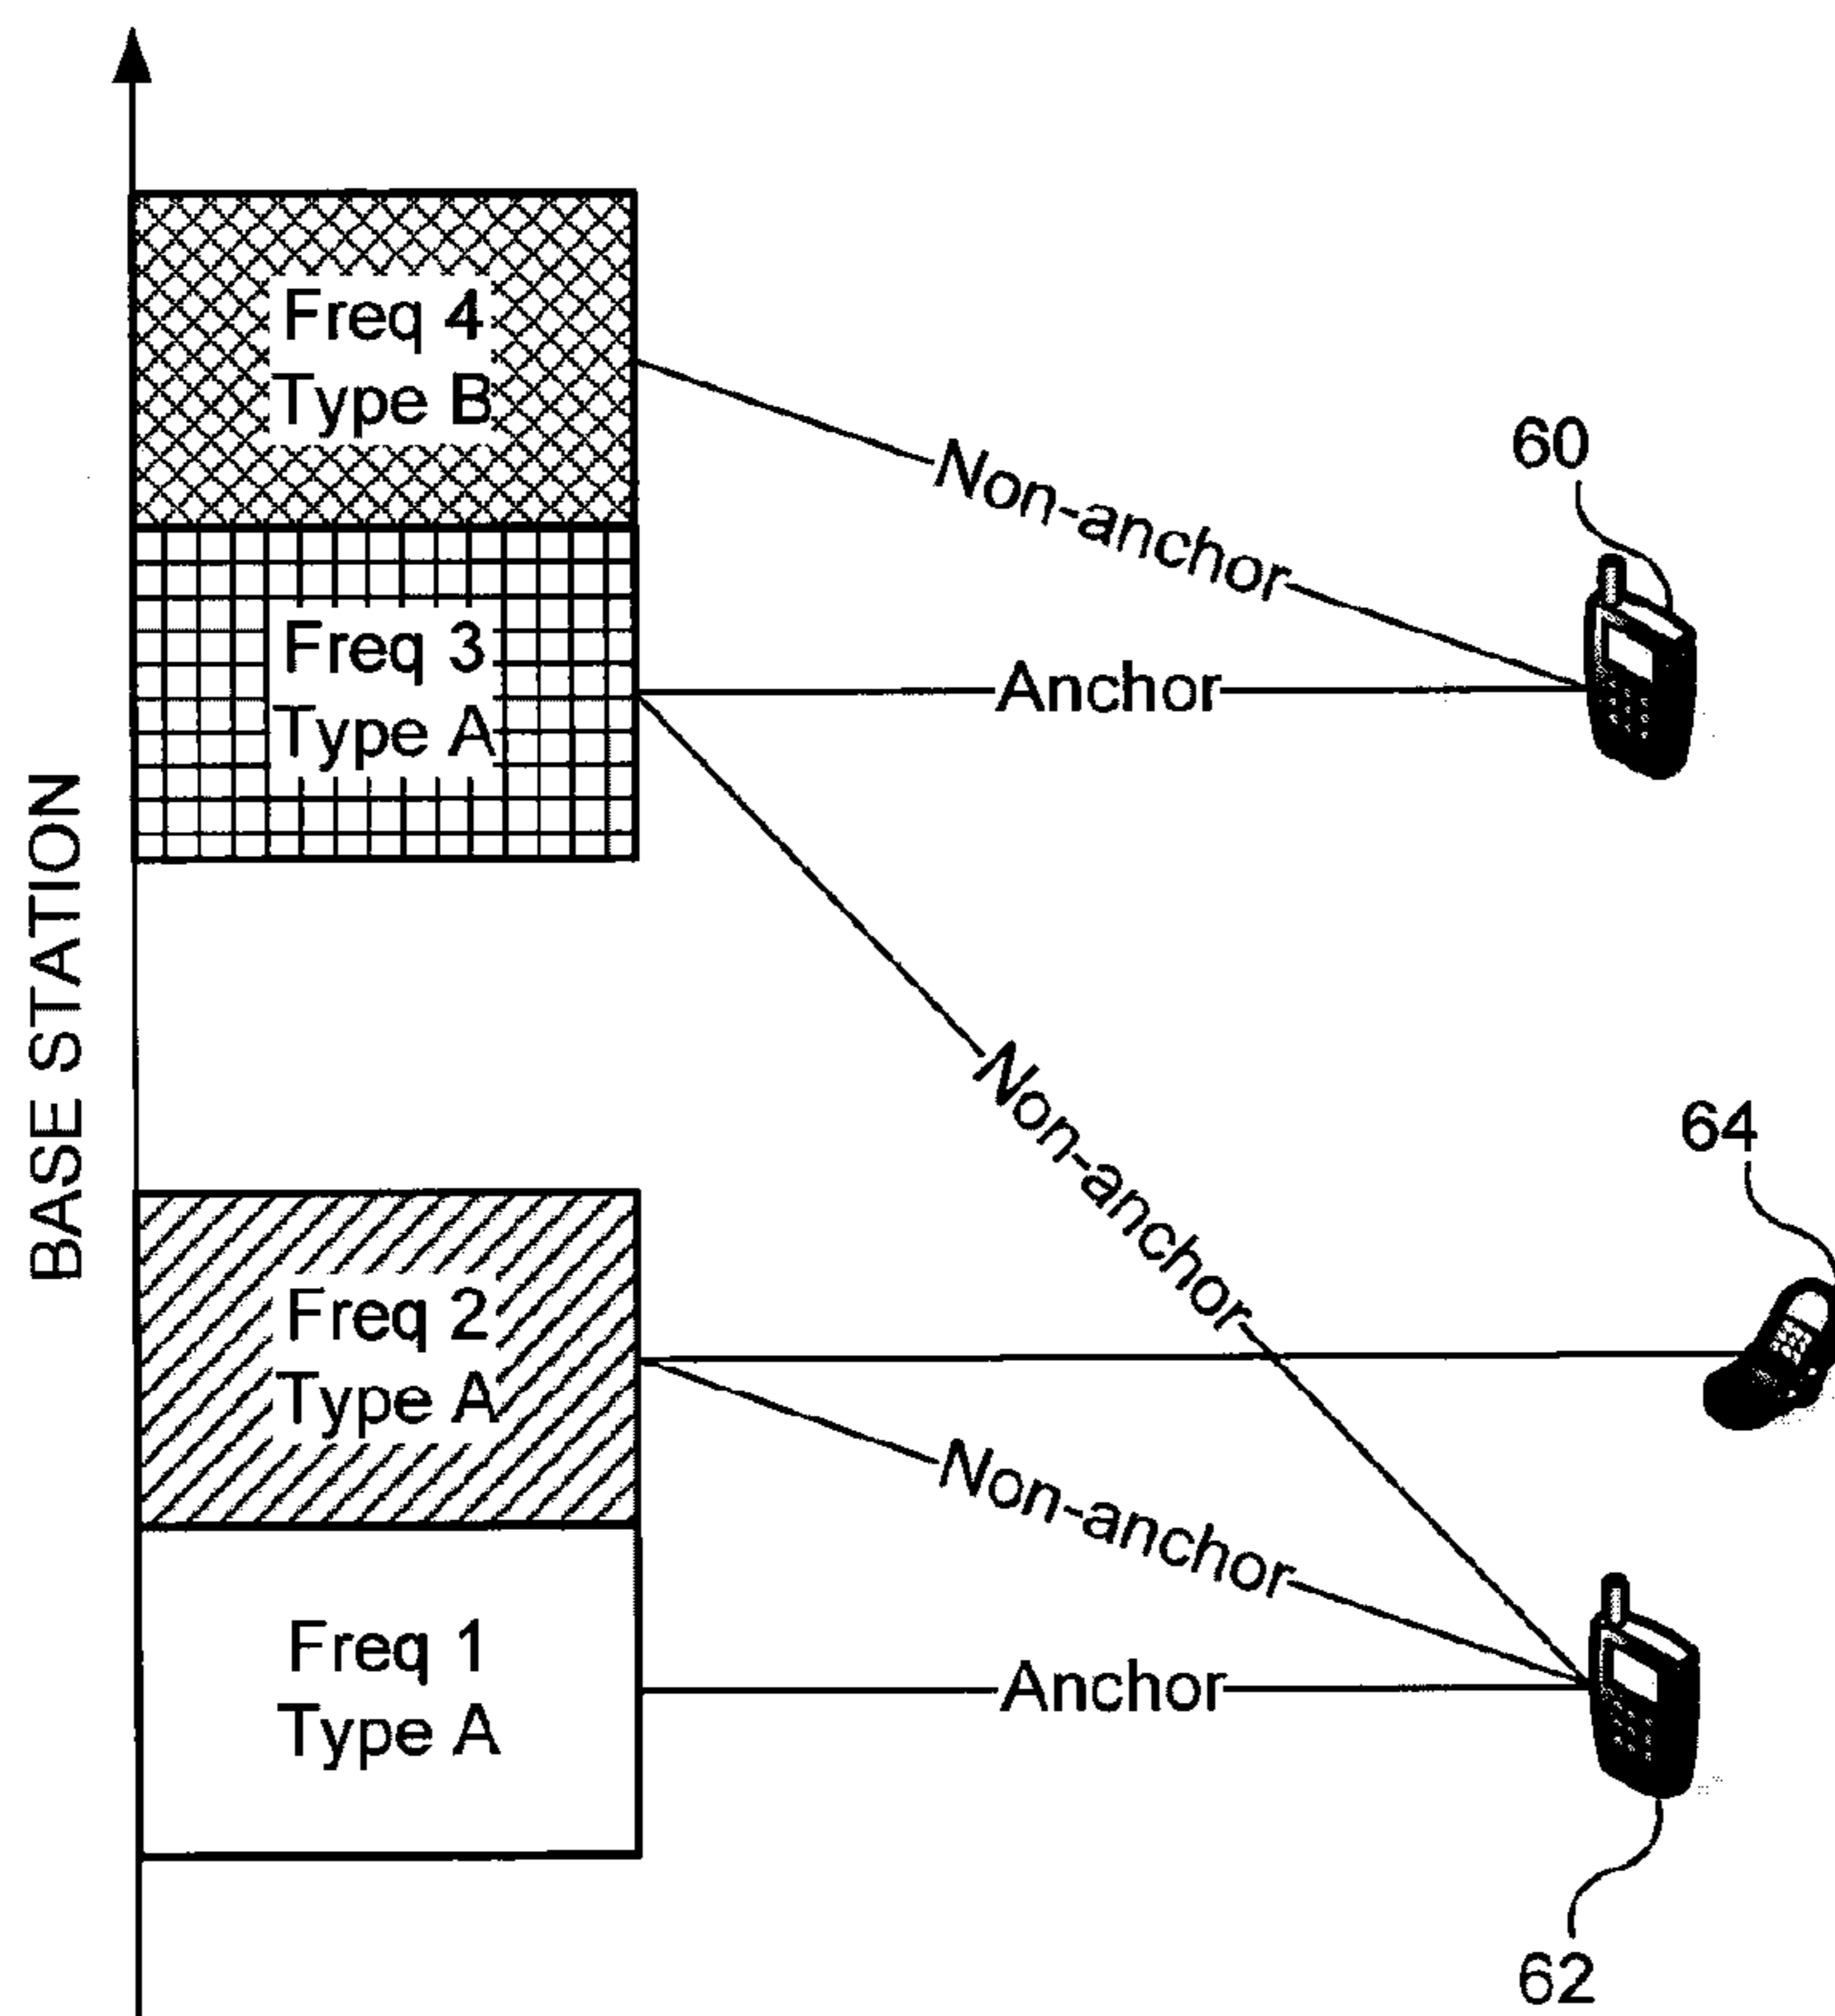 BASE STATION
Freq 4
Type B
Non-anchor
60
Freq 3
Type A
Anchor
Non-anchor
64
Freq 2
Type A
Non-anchor
Freq 1
Type A
Anchor
62